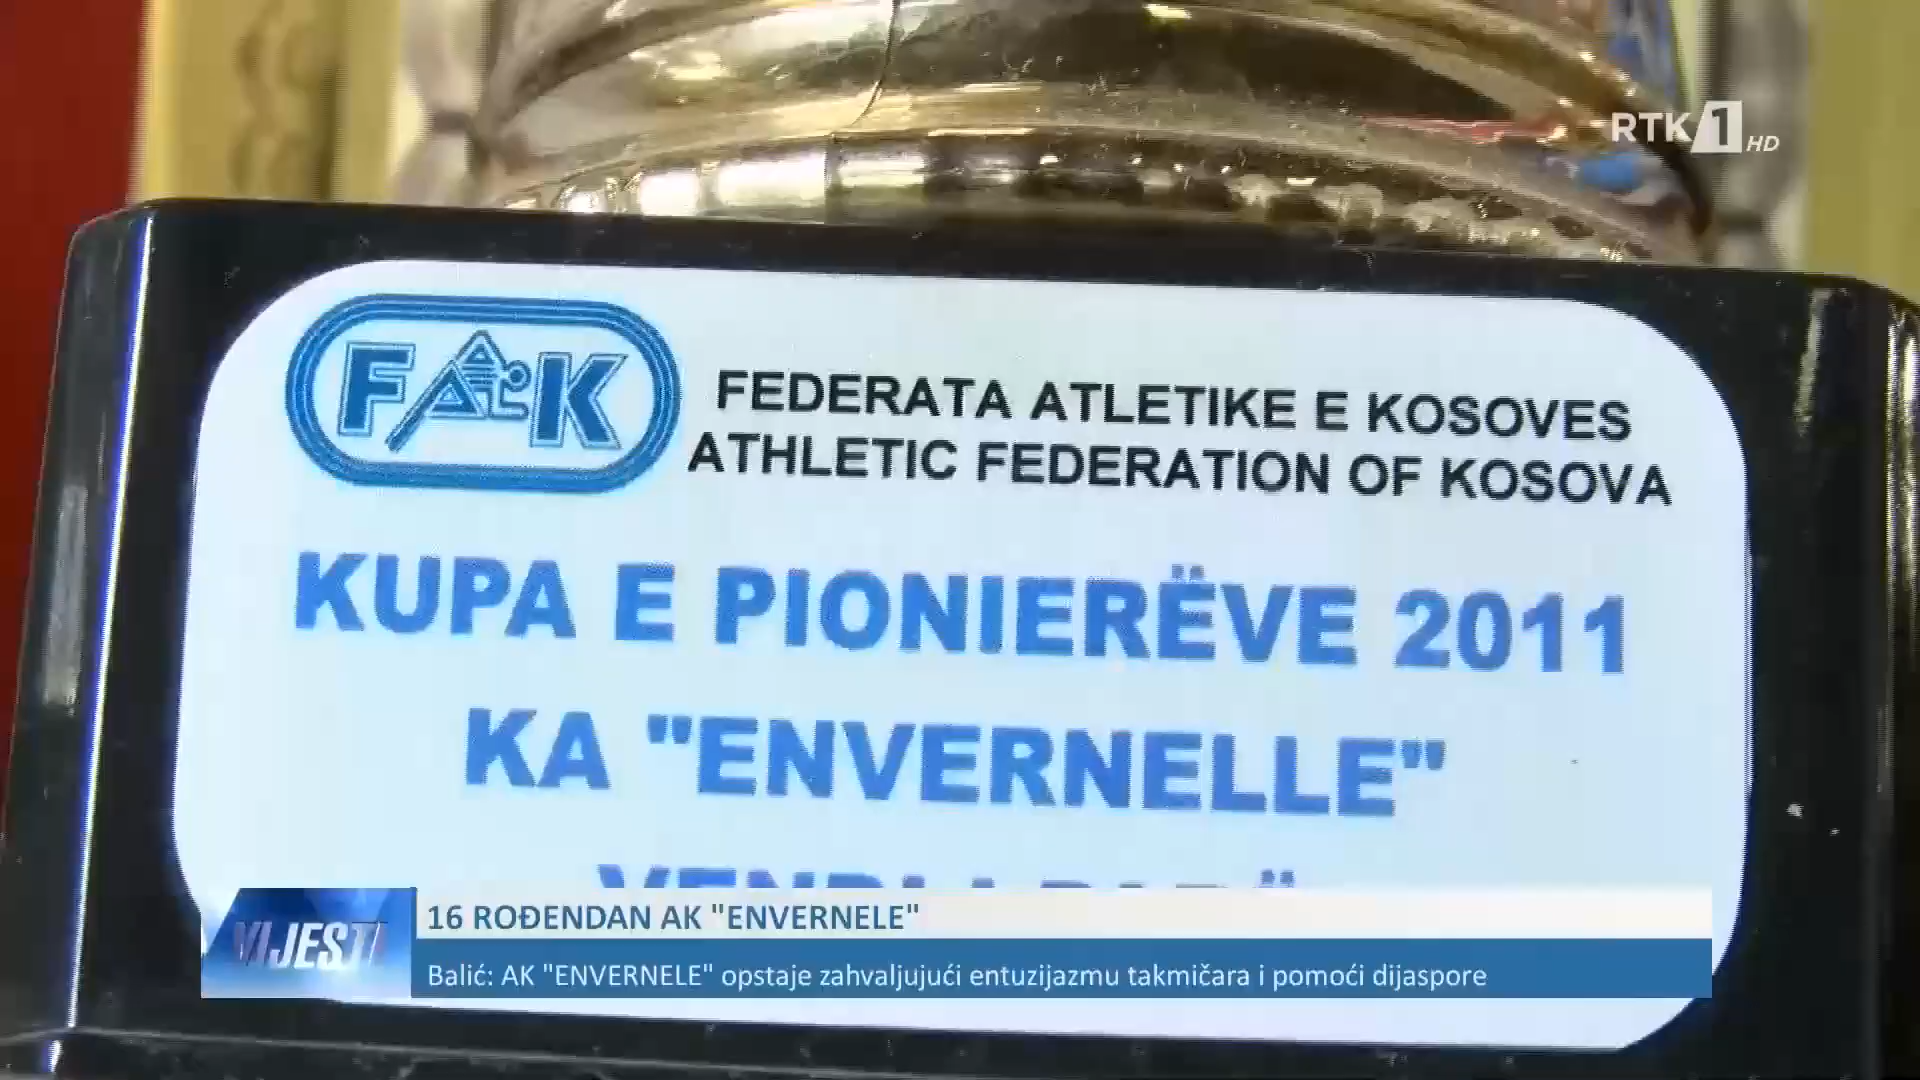 RTK 1 HD
FAK
FEDERATA ATLETIKE E KOSOVES
ATHLETIC FEDERATION OF KOSOVA
KUPA E PIONIERËVE 2011
KA "ENVERNELLE"
VIJESTI
16 ROĐENDAN AK "ENVERNELE"
Balić: AK "ENVERNELE" opstaje zahvaljujući entuzijazmu takmičara i pomoći dijaspore